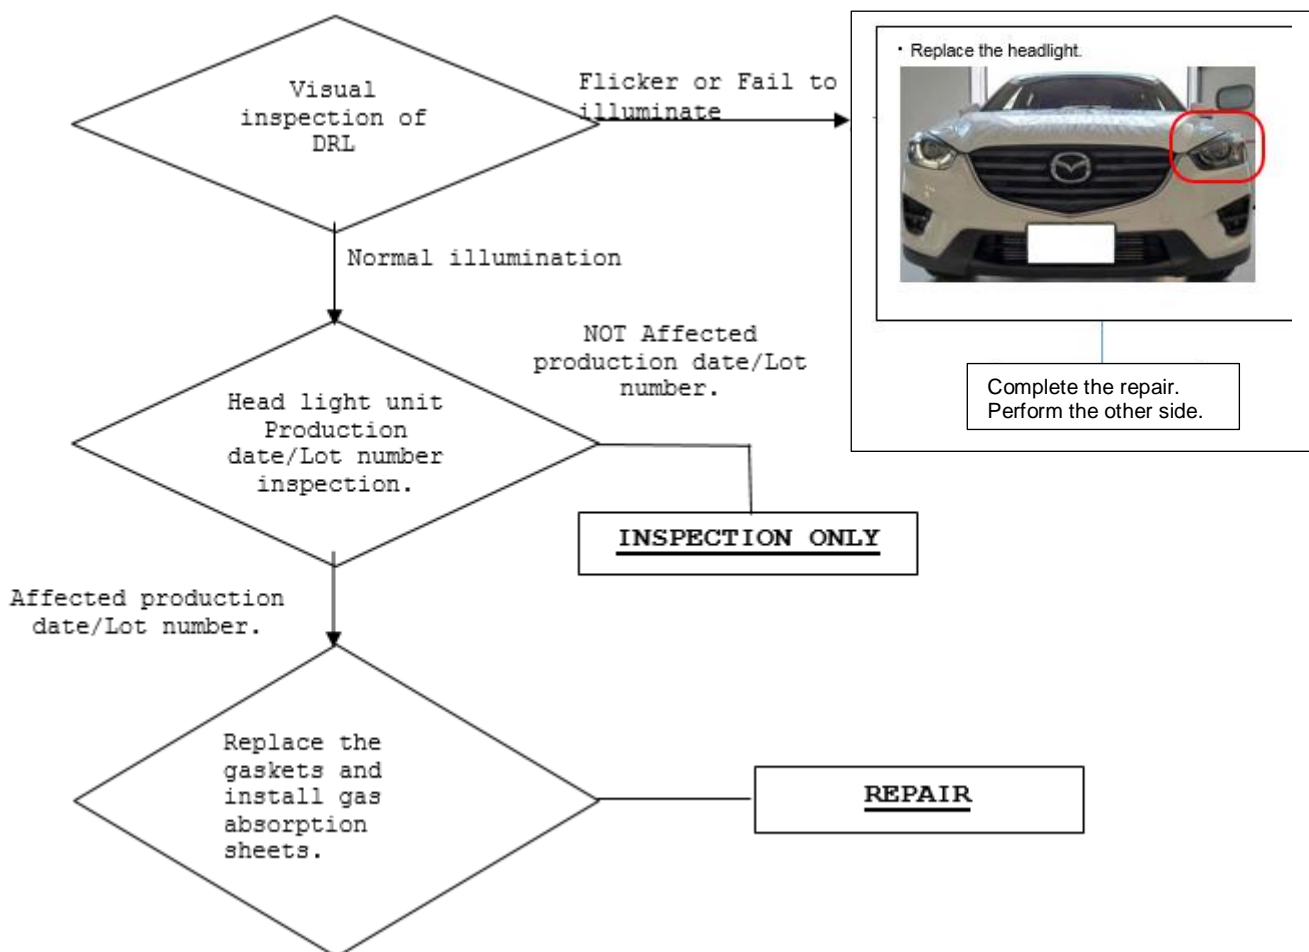 Visual
inspection of
DRL
Flicker or Fail to
illuminate
· Replace the headlight.
Complete the repair.
Perform the other side.
Normal illumination
Head light unit
Production
date/Lot number
inspection.
NOT Affected
production date/Lot
number.
INSPECTION ONLY
Affected production
date/Lot number.
Replace the
gaskets and
install gas
absorption
sheets.
REPAIR